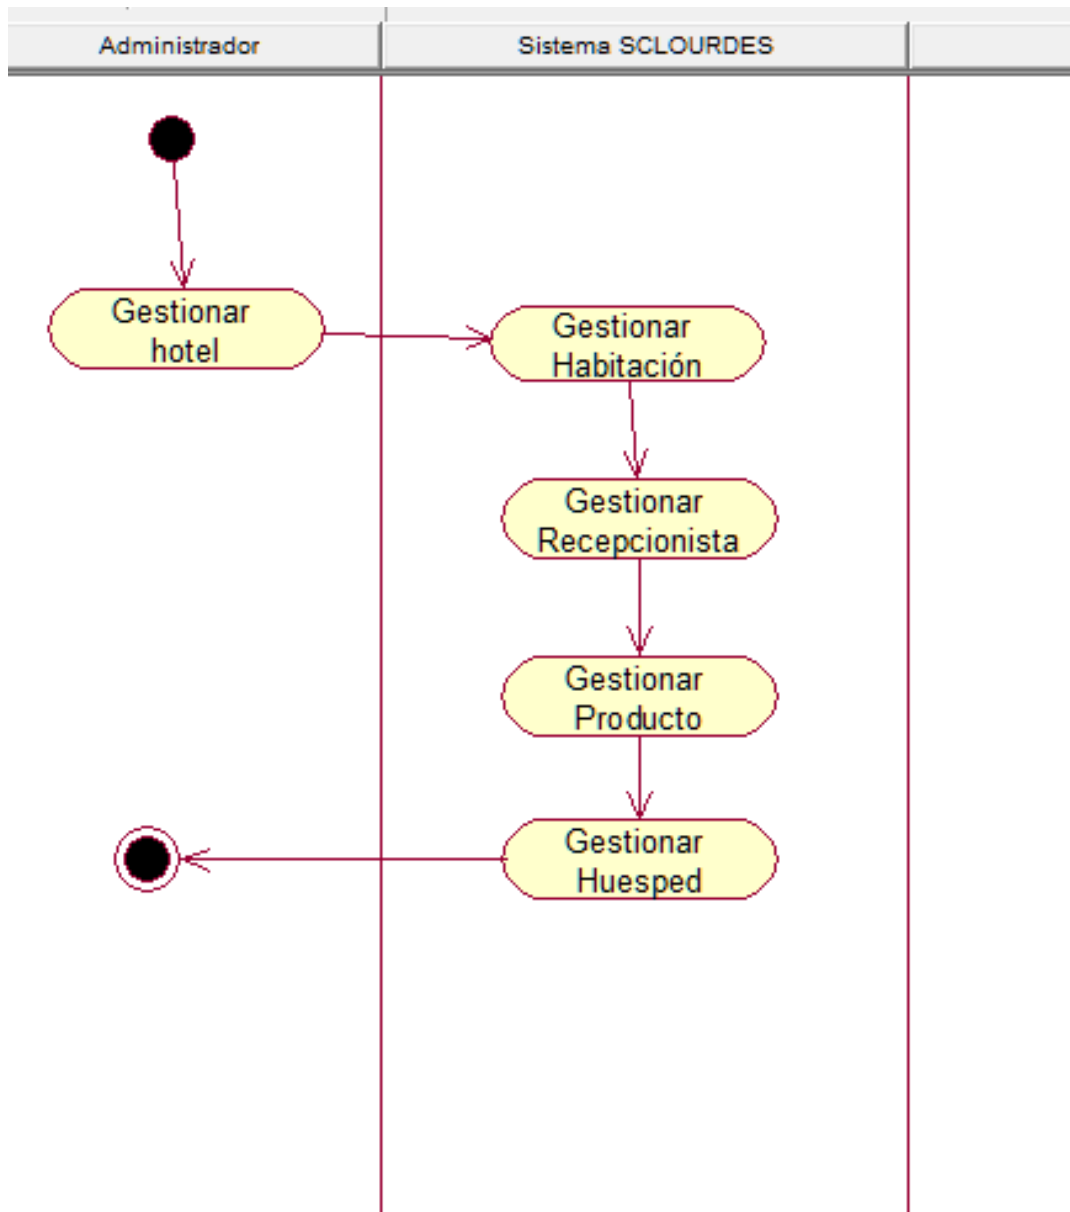 Administrador
Sistema SCLOURDES
Gestionar
hotel
Gestionar
Habitación
Gestionar
Recepcionista
Gestionar
Producto
Gestionar
Huesped